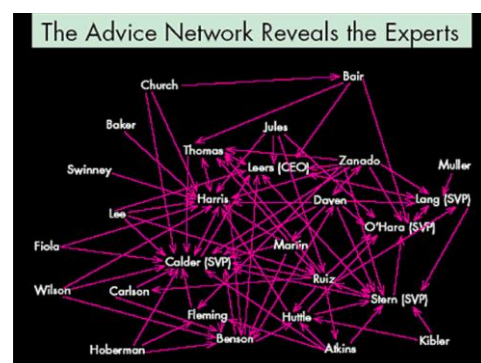 The Advice Network Reveals the Experts
Bair
Church
Baker
Jules
Thomas
Leers (CEO)
Zanado
Muller
Swinney
Harris
Daven
Lang (SVP)
Lee
O'Hara (SVP)
Fiola
Martin
Calder (SVP)
Ruiz
Wilson
Carlson
Stern (SVP)
Fleming
Huttle
Benson
Kibler
Hoberman
Atkins